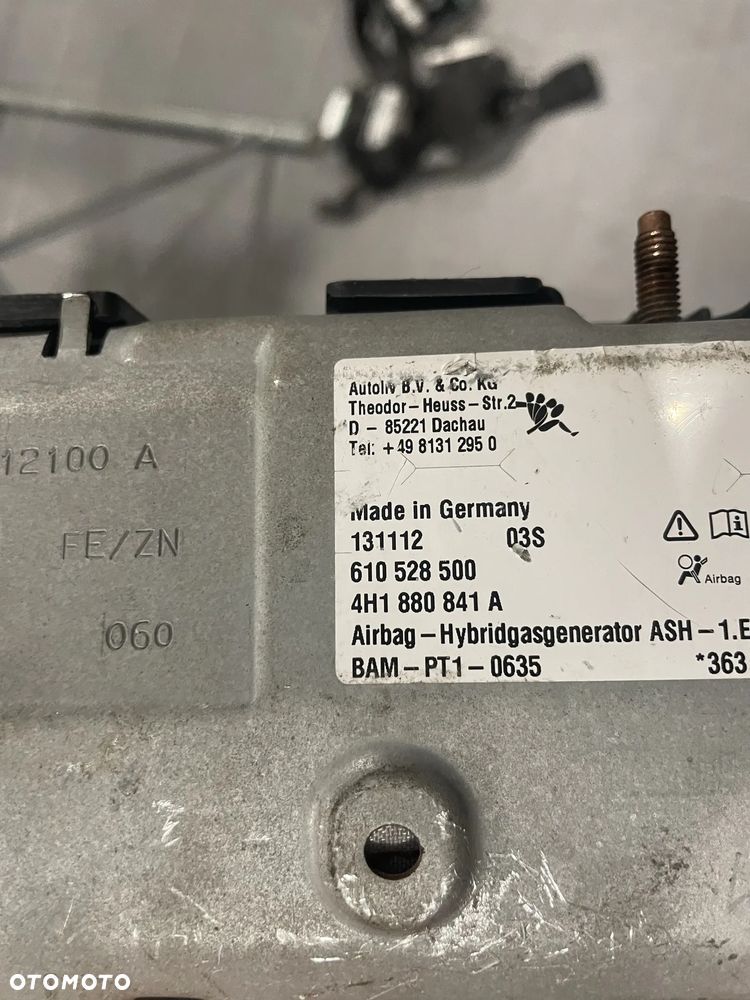 12100 A
FE/ZN
060
Autoliv B.V. & Co. KG
Theodor-Heuss-Str.2
D - 85221 Dachau
Tel: +49 8131 295 0
Made in Germany
131112 03S
610 528 500
4H1 880 841 A
Airbag
Airbag-Hybridgasgenerator ASH-1.E
BAM-PT1-0635 *363
OTOMOTO